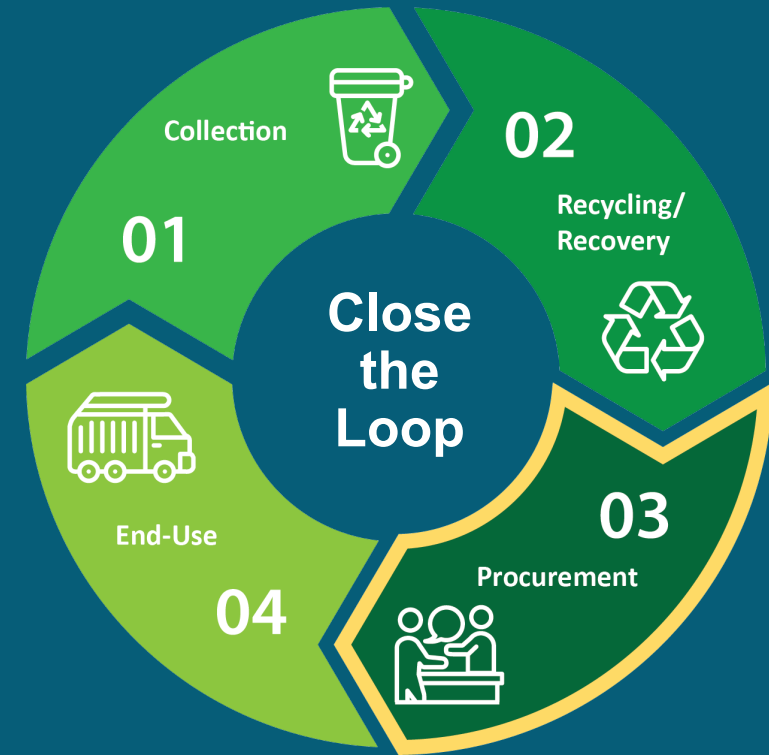 Close
the
Loop
01
Collection
02
Recycling/
Recovery
03
Procurement
04
End-Use